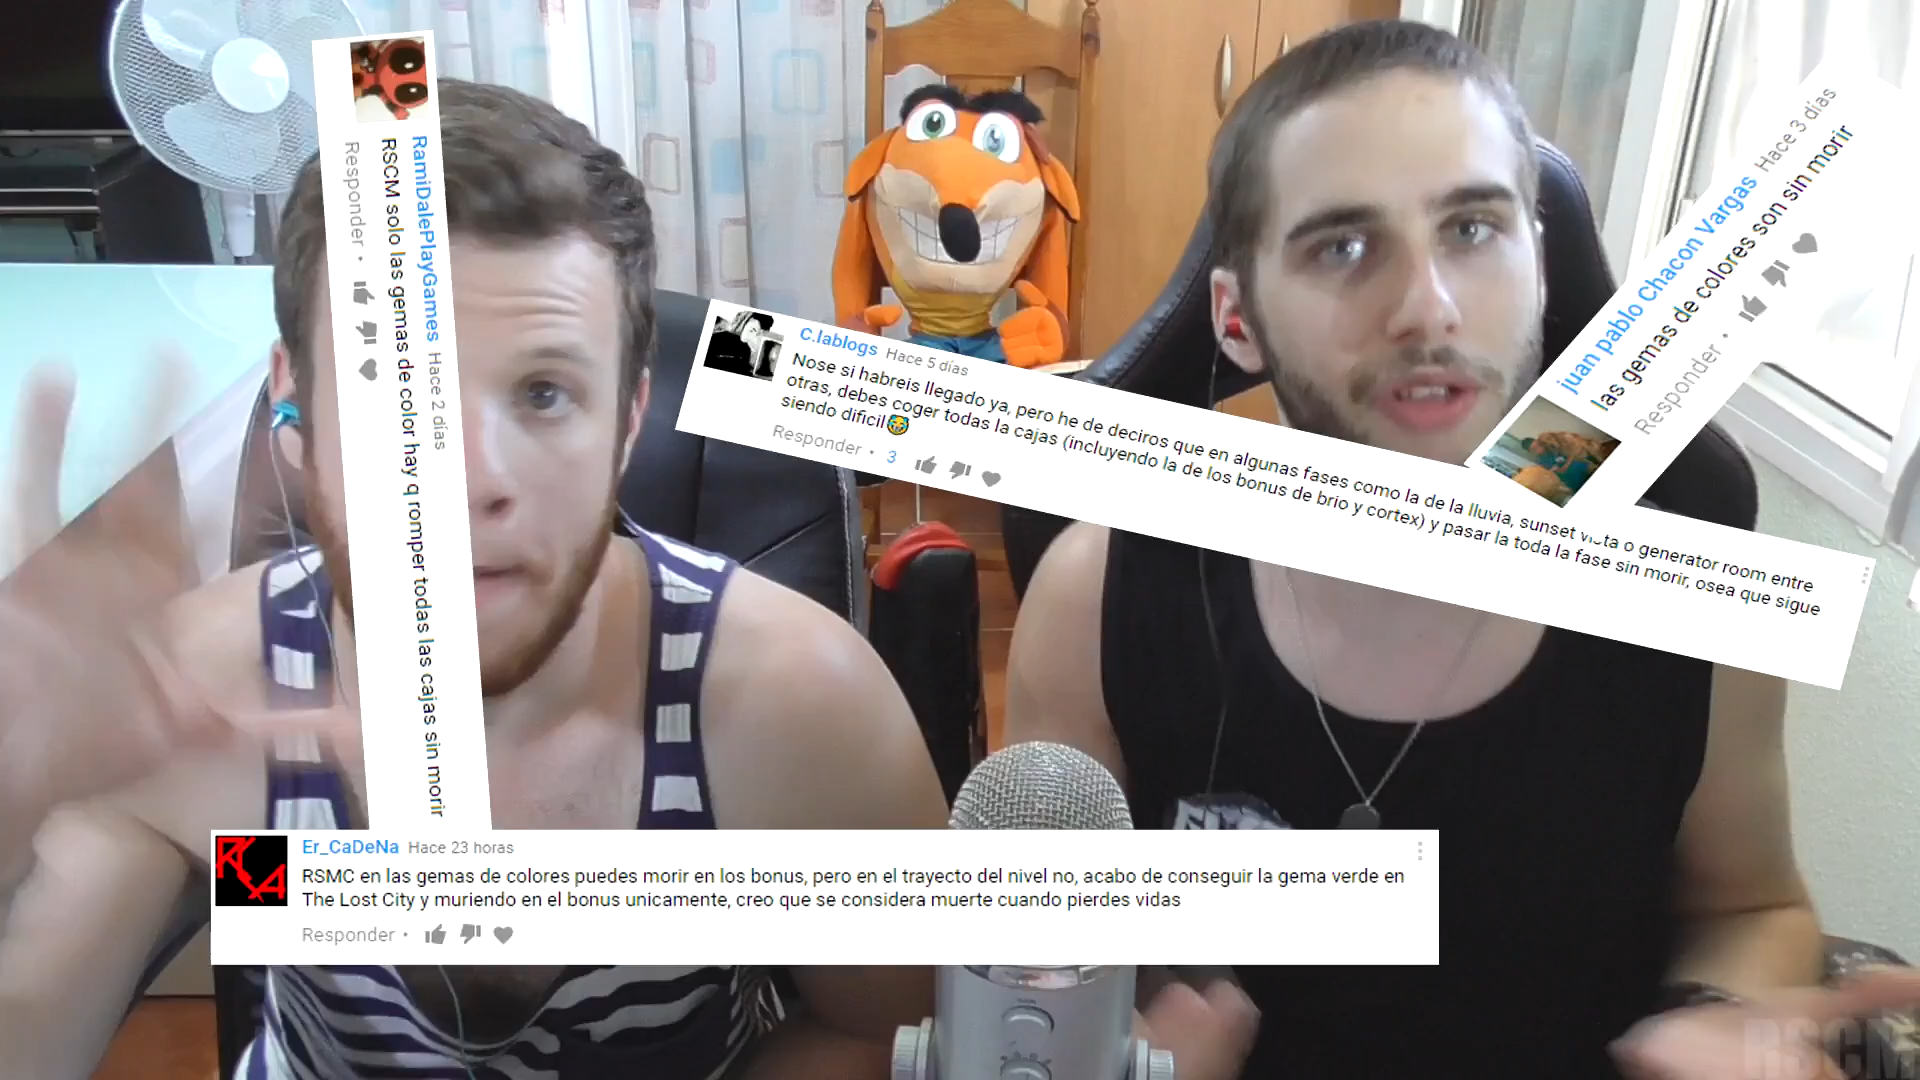 RamiDalePlayGames Hace 2 días
RSCM solo las gemas de color hay q romper todas las cajas sin morir
Responder •
C.lablogs Hace 5 días
Nose si habreis llegado ya, pero he de deciros que en algunas fases como la de la lluvia, sunset vista o generator room entre
otras, debes coger todas la cajas (incluyendo la de los bonus de brio y cortex) y pasar la toda la fase sin morir, osea que sigue
siendo dificil😂
Responder • 3
juan pablo Chacon Vargas Hace 3 días
las gemas de colores son sin morir
Responder •
Er_CaDeNa Hace 23 horas
RSMC en las gemas de colores puedes morir en los bonus, pero en el trayecto del nivel no, acabo de conseguir la gema verde en
The Lost City y muriendo en el bonus unicamente, creo que se considera muerte cuando pierdes vidas
Responder •
RSCM